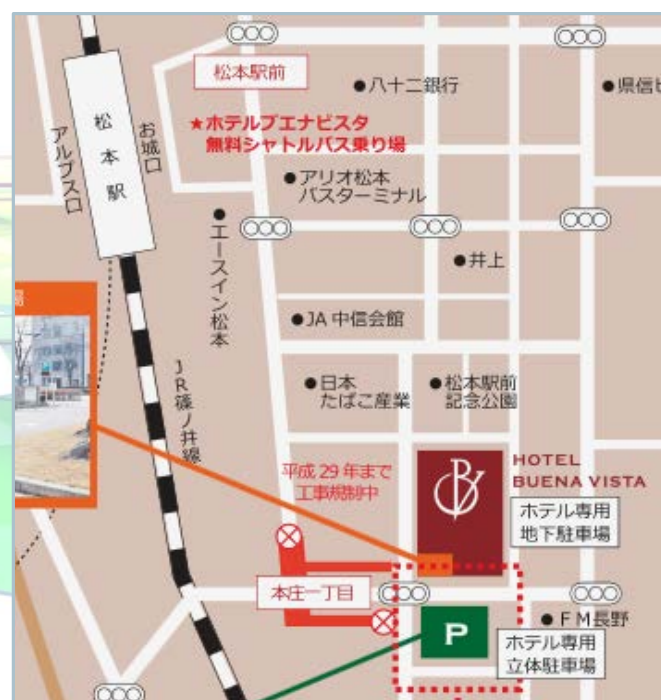 松本駅前
八十二銀行
県信
★ホテルブエナビスタ
無料シャトルバス乗り場
松本駅
お城口
アルプス口
アリオ松本
バスターミナル
エースイン松本
井上
JA 中信会館
日本
たばこ産業
松本駅前
記念公園
JR篠ノ井線
平成 29 年まで
工事規制中
HOTEL
BUENA VISTA
ホテル専用
地下駐車場
本庄一丁目
P
FM長野
ホテル専用
立体駐車場